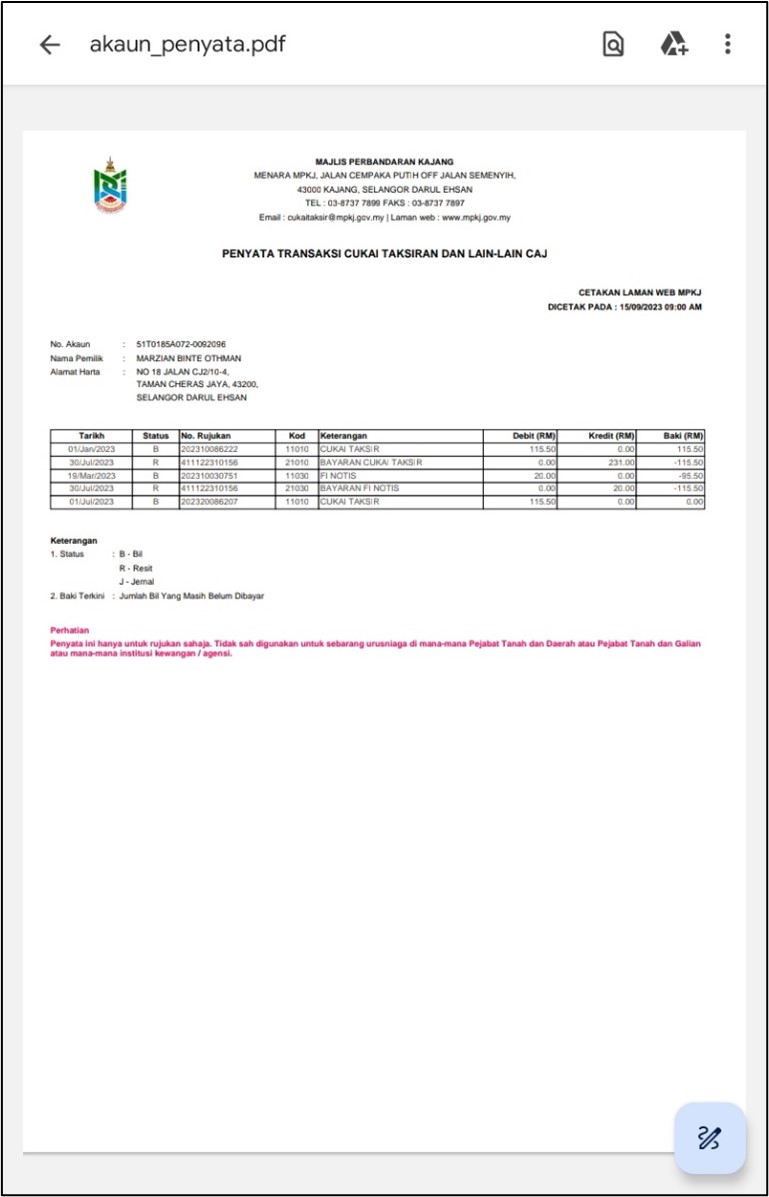 akaun_penyata.pdf
MAJLIS PERBANDARAN KAJANG
MENARA MPKJ, JALAN CEMPAKA PUTIH OFF JALAN SEMENYIH,
43000 KAJANG, SELANGOR DARUL EHSAN
TEL : 03-8737 7899 FAKS : 03-8737 7897
Email : cukaitaksir@mpkj.gov.my | Laman web : www.mpkj.gov.my
PENYATA TRANSAKSI CUKAI TAKSIRAN DAN LAIN-LAIN CAJ
CETAKAN LAMAN WEB MPKJ
DICETAK PADA : 15/09/2023 09:00 AM
No. Akaun : 51T0185A072-0092096
Nama Pemilik : MARZIAN BINTE OTHMAN
Alamat Harta : NO 18 JALAN CJ2/10-4,
TAMAN CHERAS JAYA, 43200,
SELANGOR DARUL EHSAN
Tarikh Status No. Rujukan Kod Keterangan Debit (RM) Kredit (RM) Baki (RM)
01/Jan/2023 B 202310086222 11010 CUKAI TAKSIR 115.50 0.00 115.50
30/Jul/2023 R 411122310156 21010 BAYARAN CUKAI TAKSIR 0.00 231.00 -115.50
19/Mar/2023 B 202310030751 11030 FI NOTIS 20.00 0.00 -95.50
30/Jul/2023 R 411122310156 21030 BAYARAN FI NOTIS 0.00 20.00 -115.50
01/Jul/2023 B 202320086207 11010 CUKAI TAKSIR 115.50 0.00 0.00
Keterangan
1. Status : B - Bil
R - Resit
J - Jernal
2. Baki Terkini : Jumlah Bil Yang Masih Belum Dibayar
Perhatian
Penyata ini hanya untuk rujukan sahaja. Tidak sah digunakan untuk sebarang urusniaga di mana-mana Pejabat Tanah dan Daerah atau Pejabat Tanah dan Galian
atau mana-mana institusi kewangan / agensi.